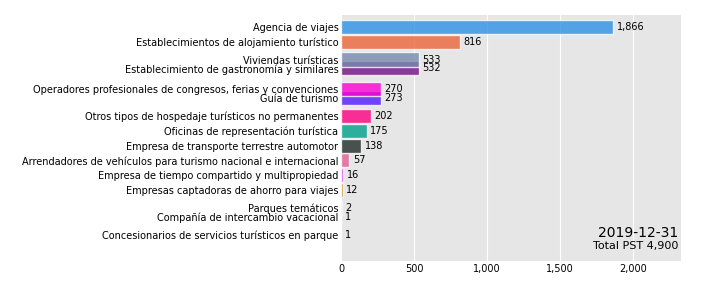 Agencia de viajes 1,866
Establecimientos de alojamiento turístico 816
Viviendas turísticas 533
Establecimiento de gastronomía y similares 532
Operadores profesionales de congresos, ferias y convenciones 270
Guía de turismo 273
Otros tipos de hospedaje turísticos no permanentes 202
Oficinas de representación turística 175
Empresa de transporte terrestre automotor 138
Arrendadores de vehículos para turismo nacional e internacional 57
Empresa de tiempo compartido y multipropiedad 16
Empresas captadoras de ahorro para viajes 12
Parques temáticos 2
Compañía de intercambio vacacional 1
Concesionarios de servicios turísticos en parque 1
2019-12-31
Total PST 4,900
0 500 1,000 1,500 2,000